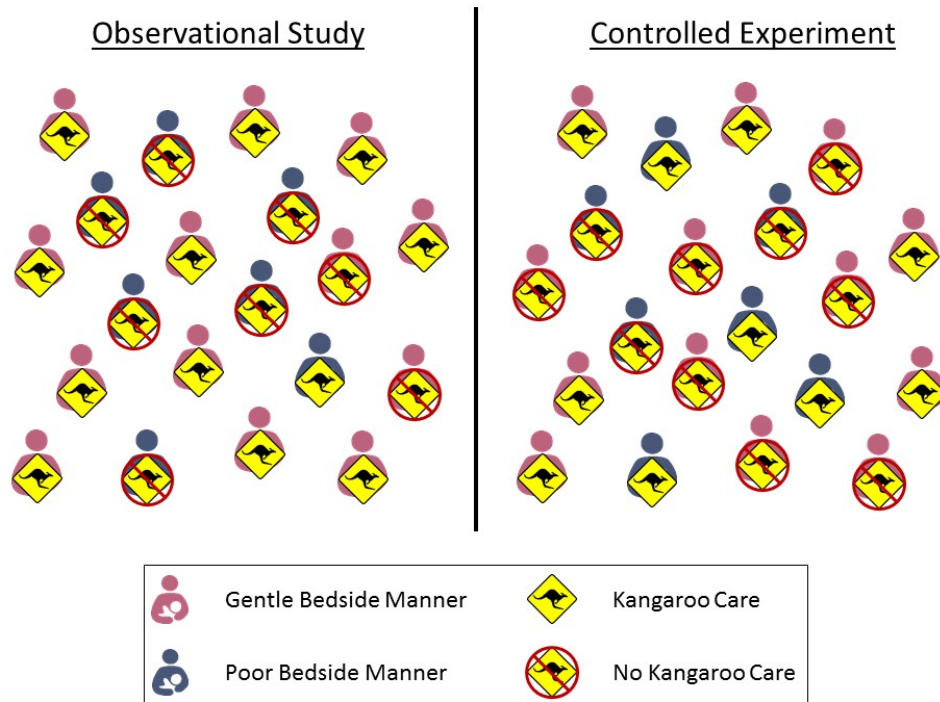 Observational Study
Controlled Experiment
Gentle Bedside Manner
Kangaroo Care
Poor Bedside Manner
No Kangaroo Care